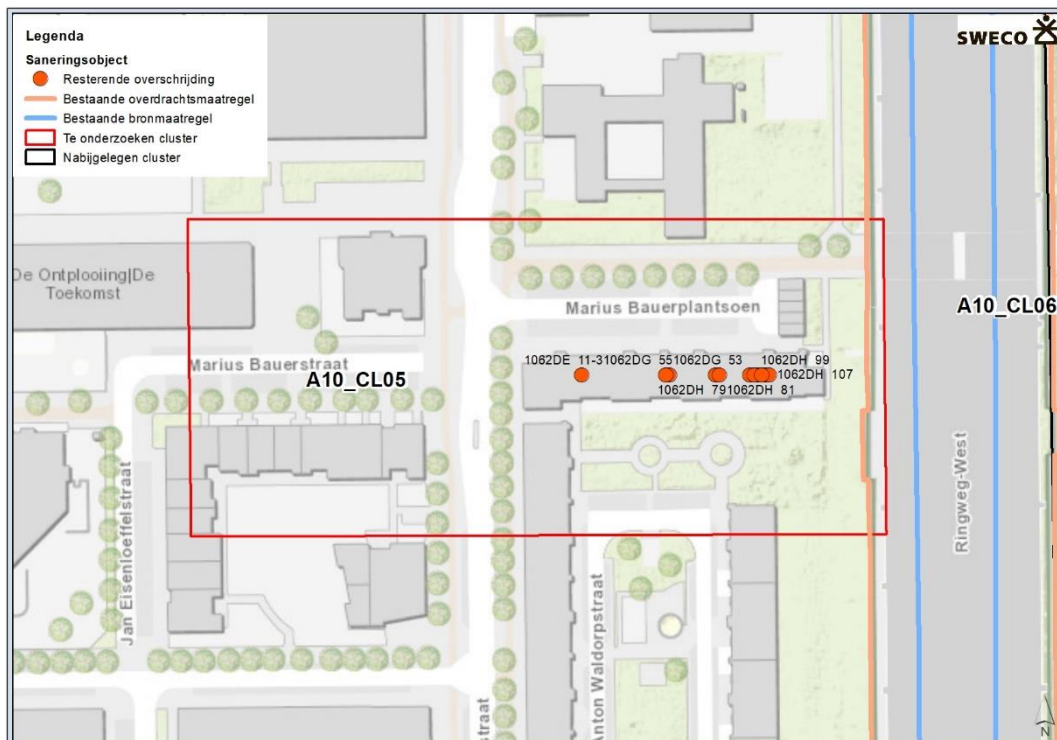 Legenda
Saneringsobject
Resterende overschrijding
Bestaande overdrachtsmaatregel
Bestaande bronmaatregel
Te onderzoeken cluster
Nabijgelegen cluster
SWECO
De Ontplooiing|De
Toekomst
Marius Bauerplantsoen
A10_CL06
Marius Bauerstraat
A10_CL05
1062DE 11-31062DG 551062DG 53 1062DH 99
1062DH 107
1062DH 791062DH 81
Jan Eisenloeffelstraat
Anton Waldorpstraat
straat
Ringweg-West
N